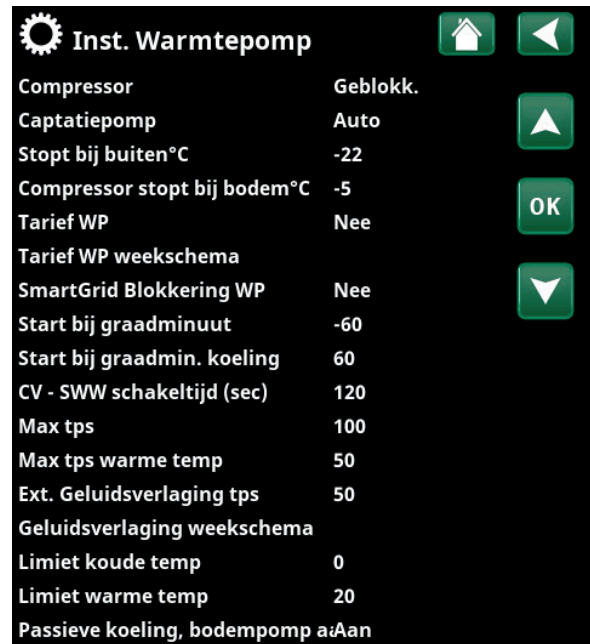 Inst. Warmtepomp
Compressor Geblokk.
Captatiepomp Auto
Stopt bij buiten°C -22
Compressor stopt bij bodem°C -5
OK
Tarief WP Nee
Tarief WP weekschema
SmartGrid Blokkering WP Nee
Start bij graadminuut -60
Start bij graadmin. koeling 60
CV - SWW schakeltijd (sec) 120
Max tps 100
Max tps warme temp 50
Ext. Geluidsverlaging tps 50
Geluidsverlaging weekschema
Limiet koude temp 0
Limiet warme temp 20
Passieve koeling, bodempomp aa Aan